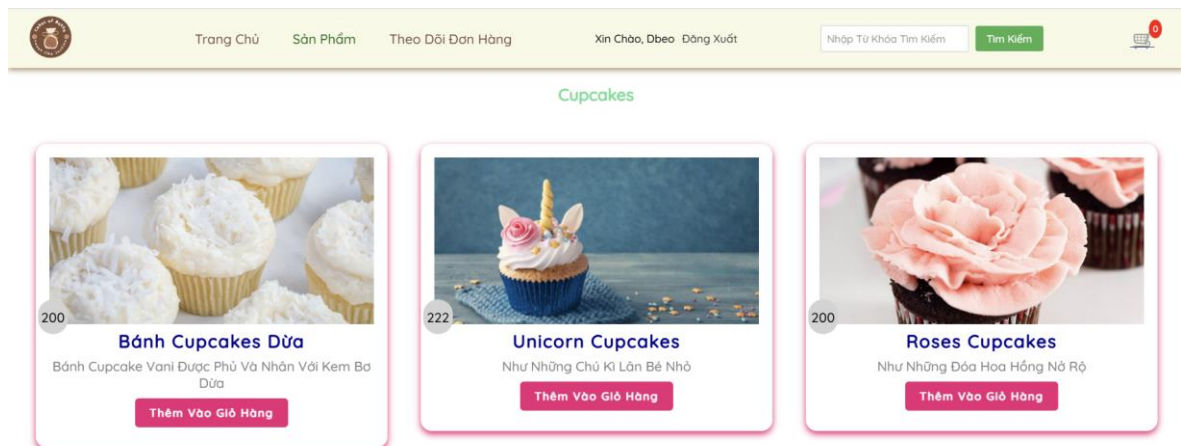 Trang Chủ Sản Phẩm Theo Dõi Đơn Hàng Xin Chào, Dbeo Đăng Xuất Nhập Từ Khóa Tìm Kiếm Tìm Kiếm 0
Cupcakes
200
Bánh Cupcakes Dừa
Bánh Cupcake Vani Được Phủ Và Nhân Với Kem Bơ
Dừa
Thêm Vào Giỏ Hàng
222
Unicorn Cupcakes
Như Những Chú Kì Lân Bé Nhỏ
Thêm Vào Giỏ Hàng
200
Roses Cupcakes
Như Những Đóa Hoa Hồng Nở Rộ
Thêm Vào Giỏ Hàng